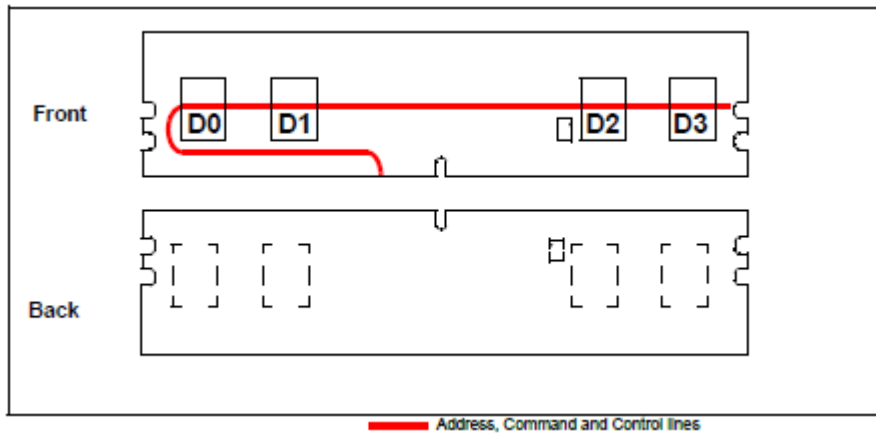 Front
D0 D1 D2 D3
Back
Address, Command and Control lines